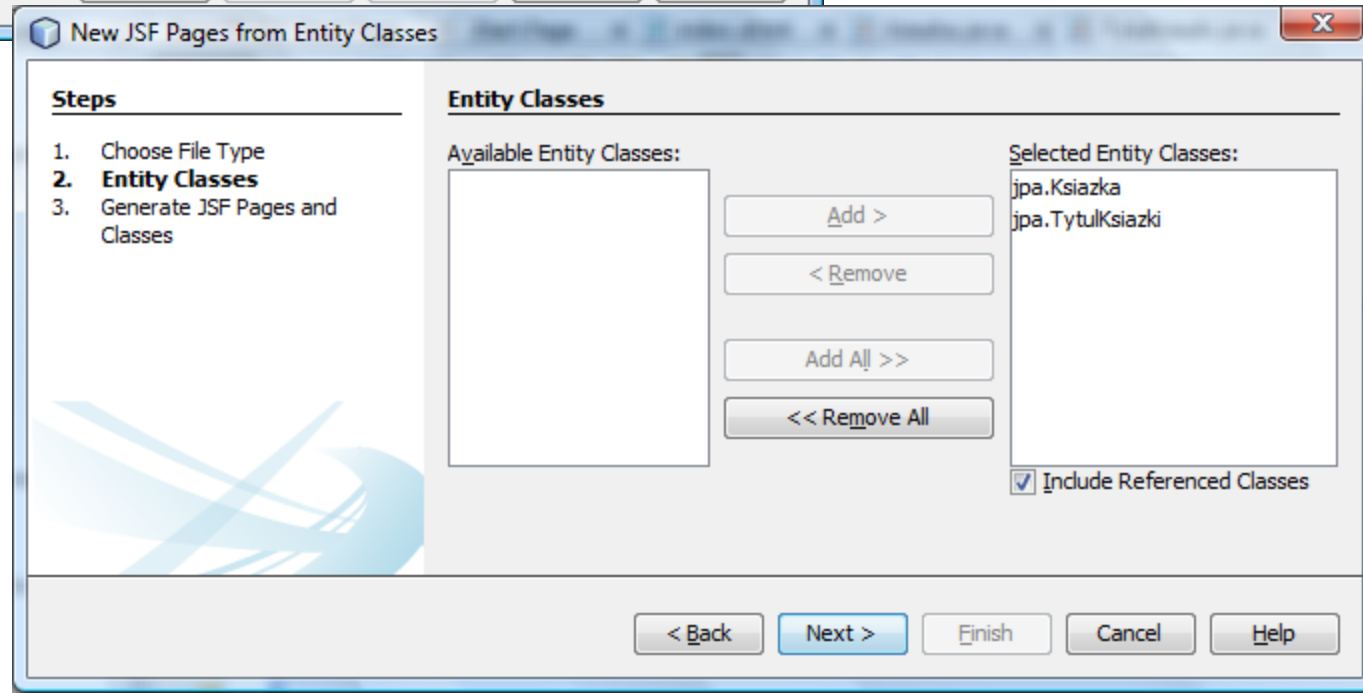 New JSF Pages from Entity Classes
Steps
1. Choose File Type
2. Entity Classes
3. Generate JSF Pages and
Classes
Entity Classes
Available Entity Classes:
Add >
< Remove
Add All >>
<< Remove All
Selected Entity Classes:
jpa.Ksiazka
jpa.TytulKsiazki
Include Referenced Classes
< Back
Next >
Finish
Cancel
Help